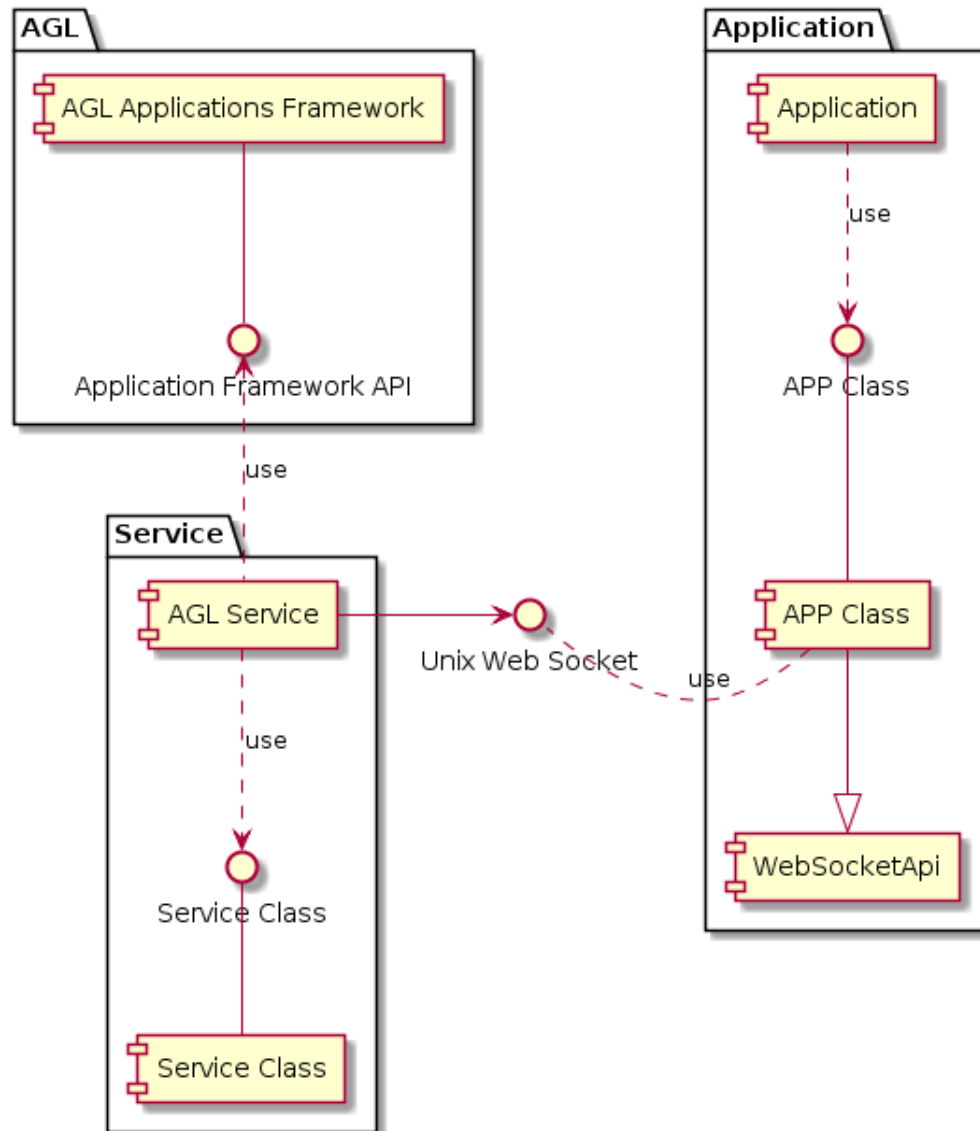 AGL
AGL Applications Framework
Application Framework API
use
Service
AGL Service
use
Service Class
Service Class
Unix Web Socket
use
Application
Application
use
APP Class
APP Class
WebSocketApi